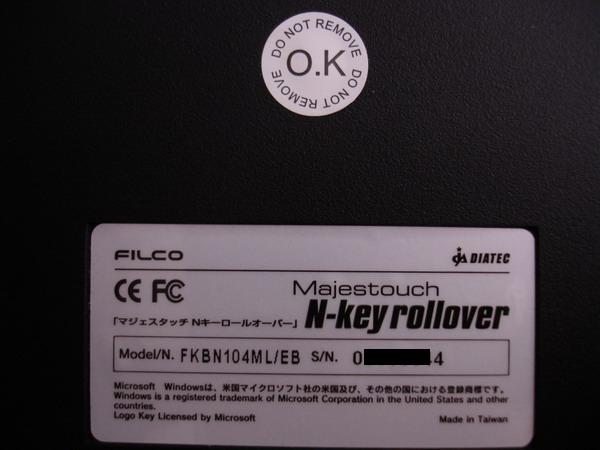 DO NOT REMOVE
O.K
DO NOT REMOVE
FILCO
DIATEC
CE FC
Majestouch
「マジェスタッチ Nキーロールオーバー」
N-key rollover
Model/N. FKBN104ML/EB S/N. 0 4
Microsoft Windowsは、米国マイクロソフト社の米国及び、その他の国における登録商標です。
Windows is a registered trademark of Microsoft Corporation in the United States and other
countries.
Logo Key Licensed by Microsoft
Made in Taiwan